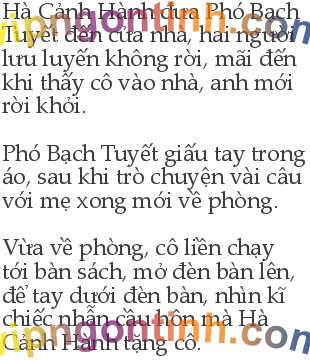 Hà Cảnh Hành đưa Phó Bạch
Tuyết đến cửa nhà, hai người
lưu luyến không rời, mãi đến
khi thấy cô vào nhà, anh mới
rời khỏi.
Phó Bạch Tuyết giấu tay trong
áo, sau khi trò chuyện vài câu
với mẹ xong mới về phòng.
Vừa về phòng, cô liền chạy
tới bàn sách, mở đèn bàn lên,
để tay dưới đèn bàn, nhìn kĩ
chiếc nhẫn cầu hôn mà Hà
Cảnh Hành tặng cô.
vipngontinh.com
vipngontinh.com